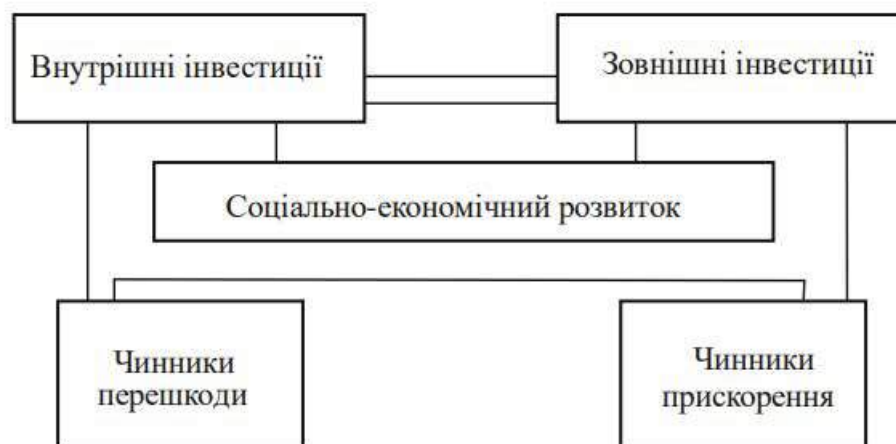 Внутрішні інвестиції
Зовнішні інвестиції
Соціально-економічний розвиток
Чинники
перешкоди
Чинники
прискорення